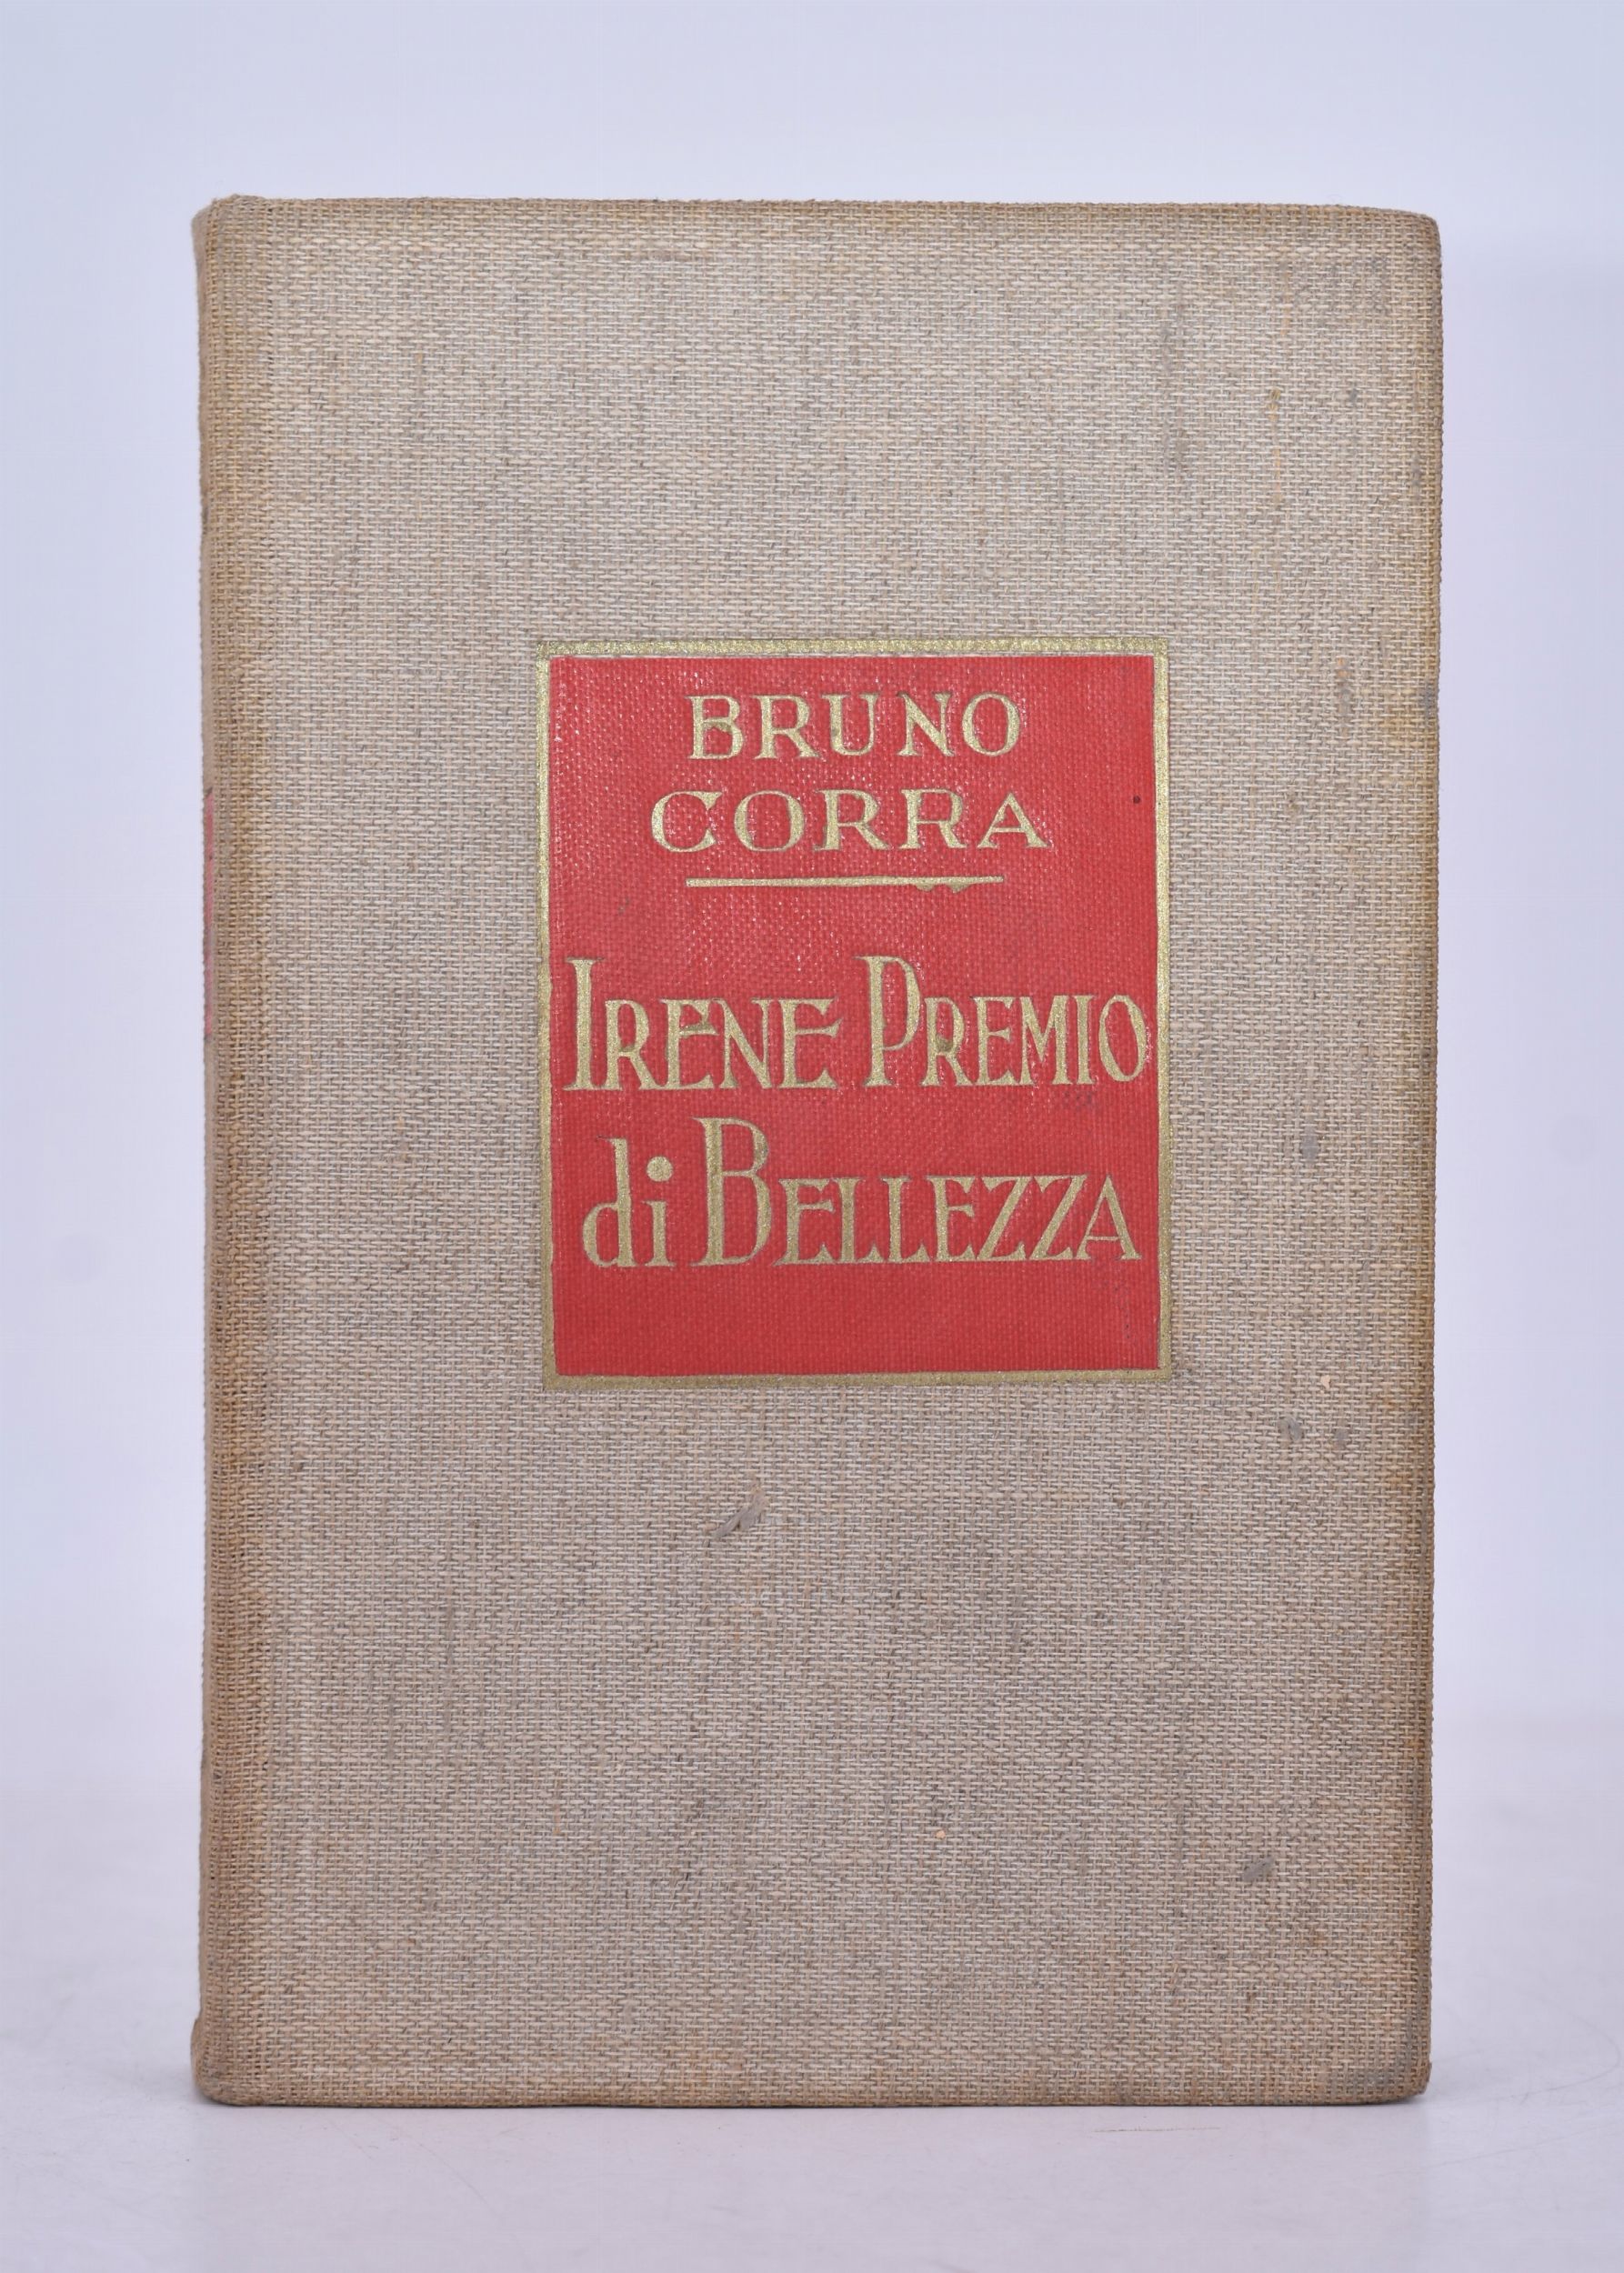 BRUNO
CORRA
IRENE PREMIO
di BELLEZZA